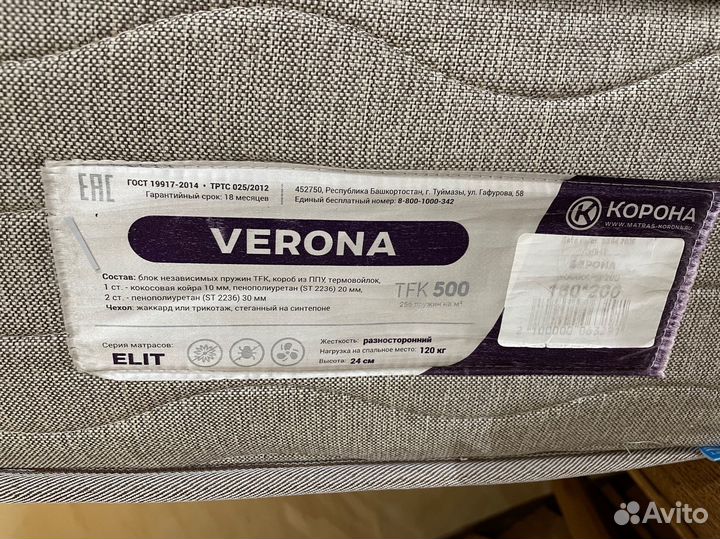 EAC
ГОСТ 19917-2014 • ТРТС 025/2012
Гарантийный срок: 18 месяцев
452750, Республика Башкортостан, г. Туймазы, ул. Гафурова, 58
Единый бесплатный номер: 8-800-1000-342
К КОРОНА
WWW.MATRAS-KORONA.RU
VERONA
Состав: блок независимых пружин TFK, короб из ППУ, термовойлок,
1 ст. - кокосовая койра 10 мм, пенополиуретан (ST 2236) 20 мм,
2 ст. - пенополиуретан (ST 2236) 30 мм
Чехол: жаккард или трикотаж, стеганный на синтепоне
TFK 500
256 пружин на м²
ВЕРОНА
160*200
Серия матрасов:
ELIT
Жесткость: разносторонний
Нагрузка на спальное место: 120 кг
Высота: 24 см
Avito